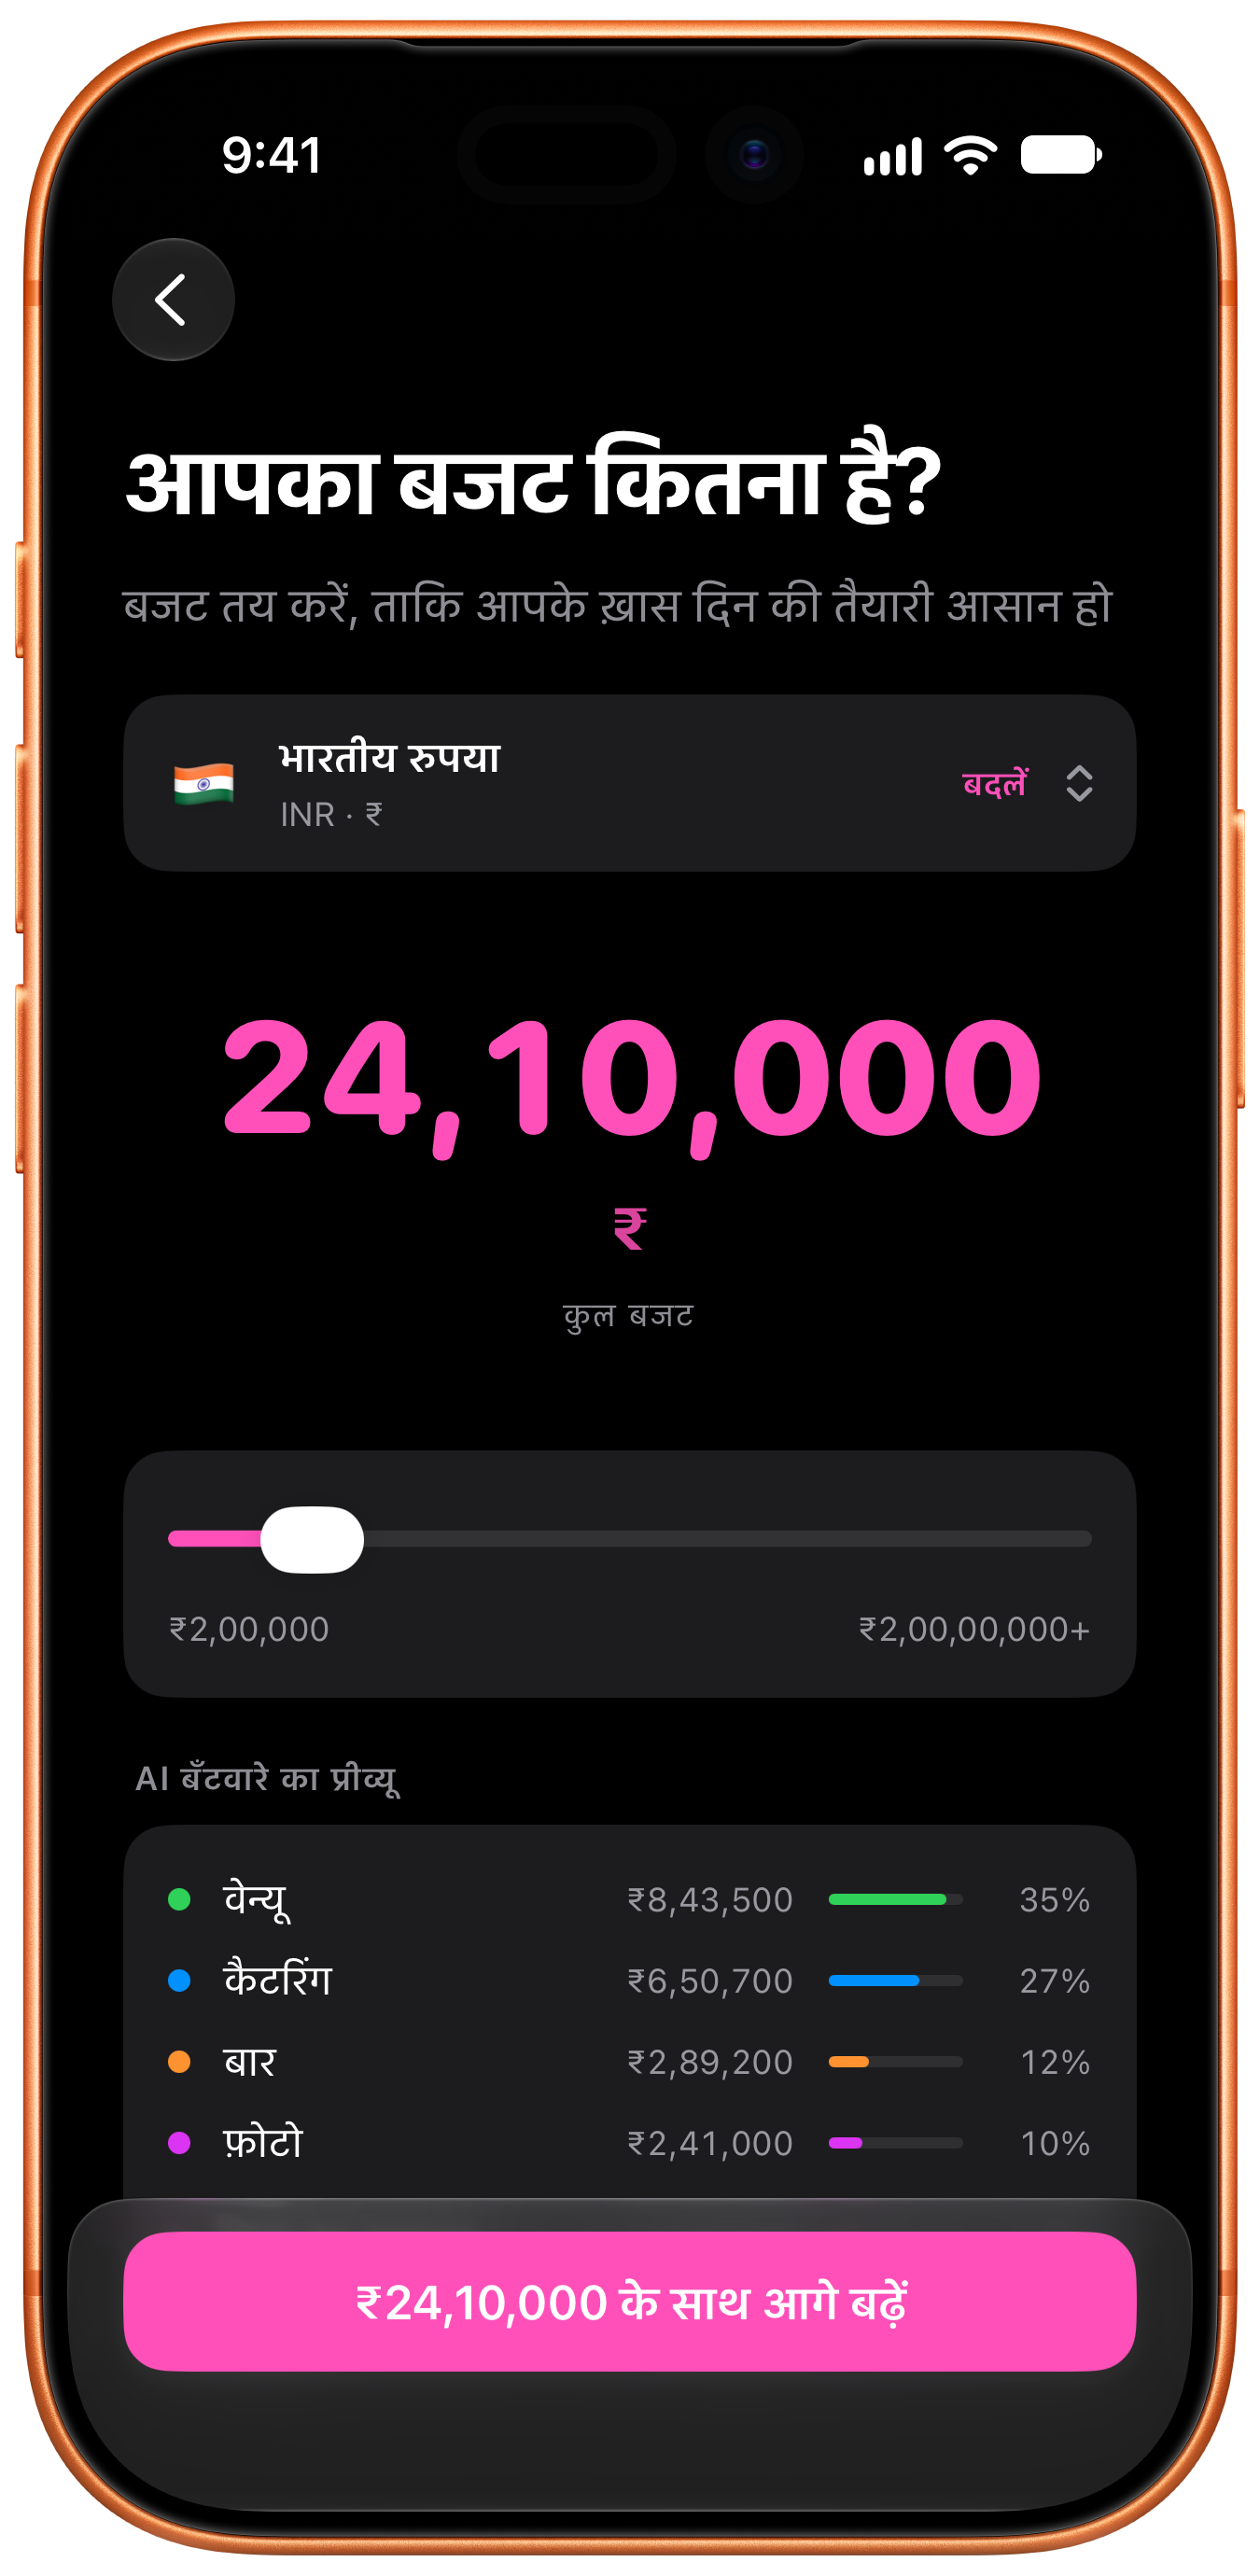 9:41
आपका बजट कितना है?
बजट तय करें, ताकि आपके ख़ास दिन की तैयारी आसान हो
भारतीय रुपया
INR · ₹
बदलें
24,10,000
₹
कुल बजट
₹2,00,000 ₹2,00,00,000+
AI बँटवारे का प्रीव्यू
वेन्यू ₹8,43,500 35%
कैटरिंग ₹6,50,700 27%
बार ₹2,89,200 12%
फ़ोटो ₹2,41,000 10%
₹24,10,000 के साथ आगे बढ़ें